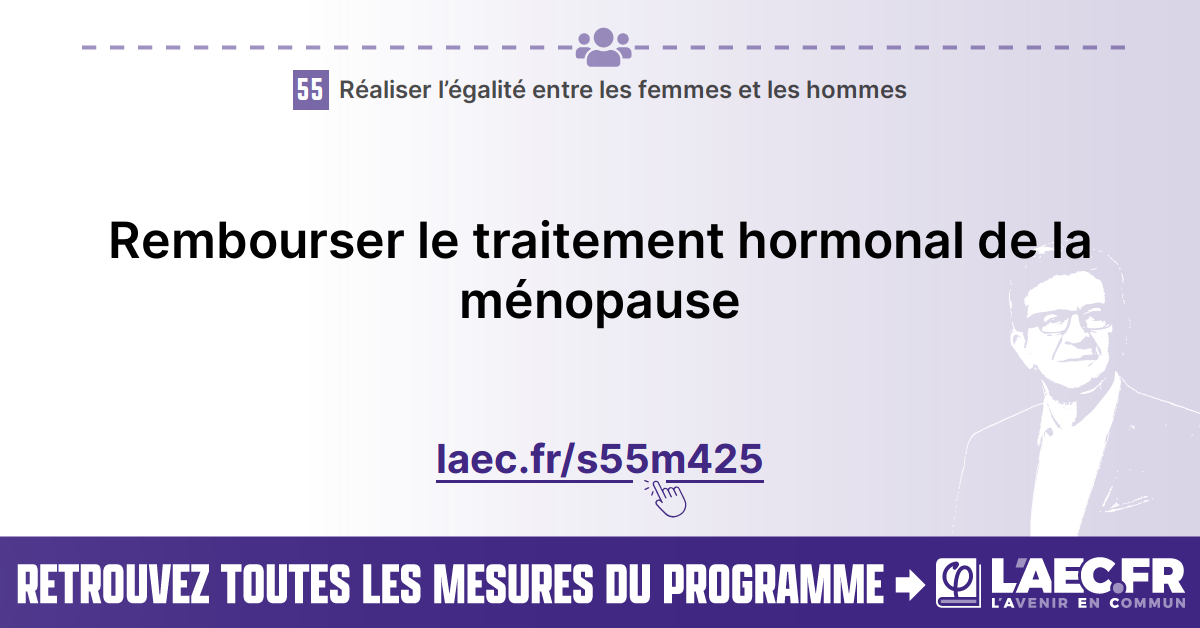 55 Réaliser l’égalité entre les femmes et les hommes
Rembourser le traitement hormonal de la
ménopause
laec.fr/s55m425
RETROUVEZ TOUTES LES MESURES DU PROGRAMME
L'AEC.FR
L'AVENIR EN COMMUN